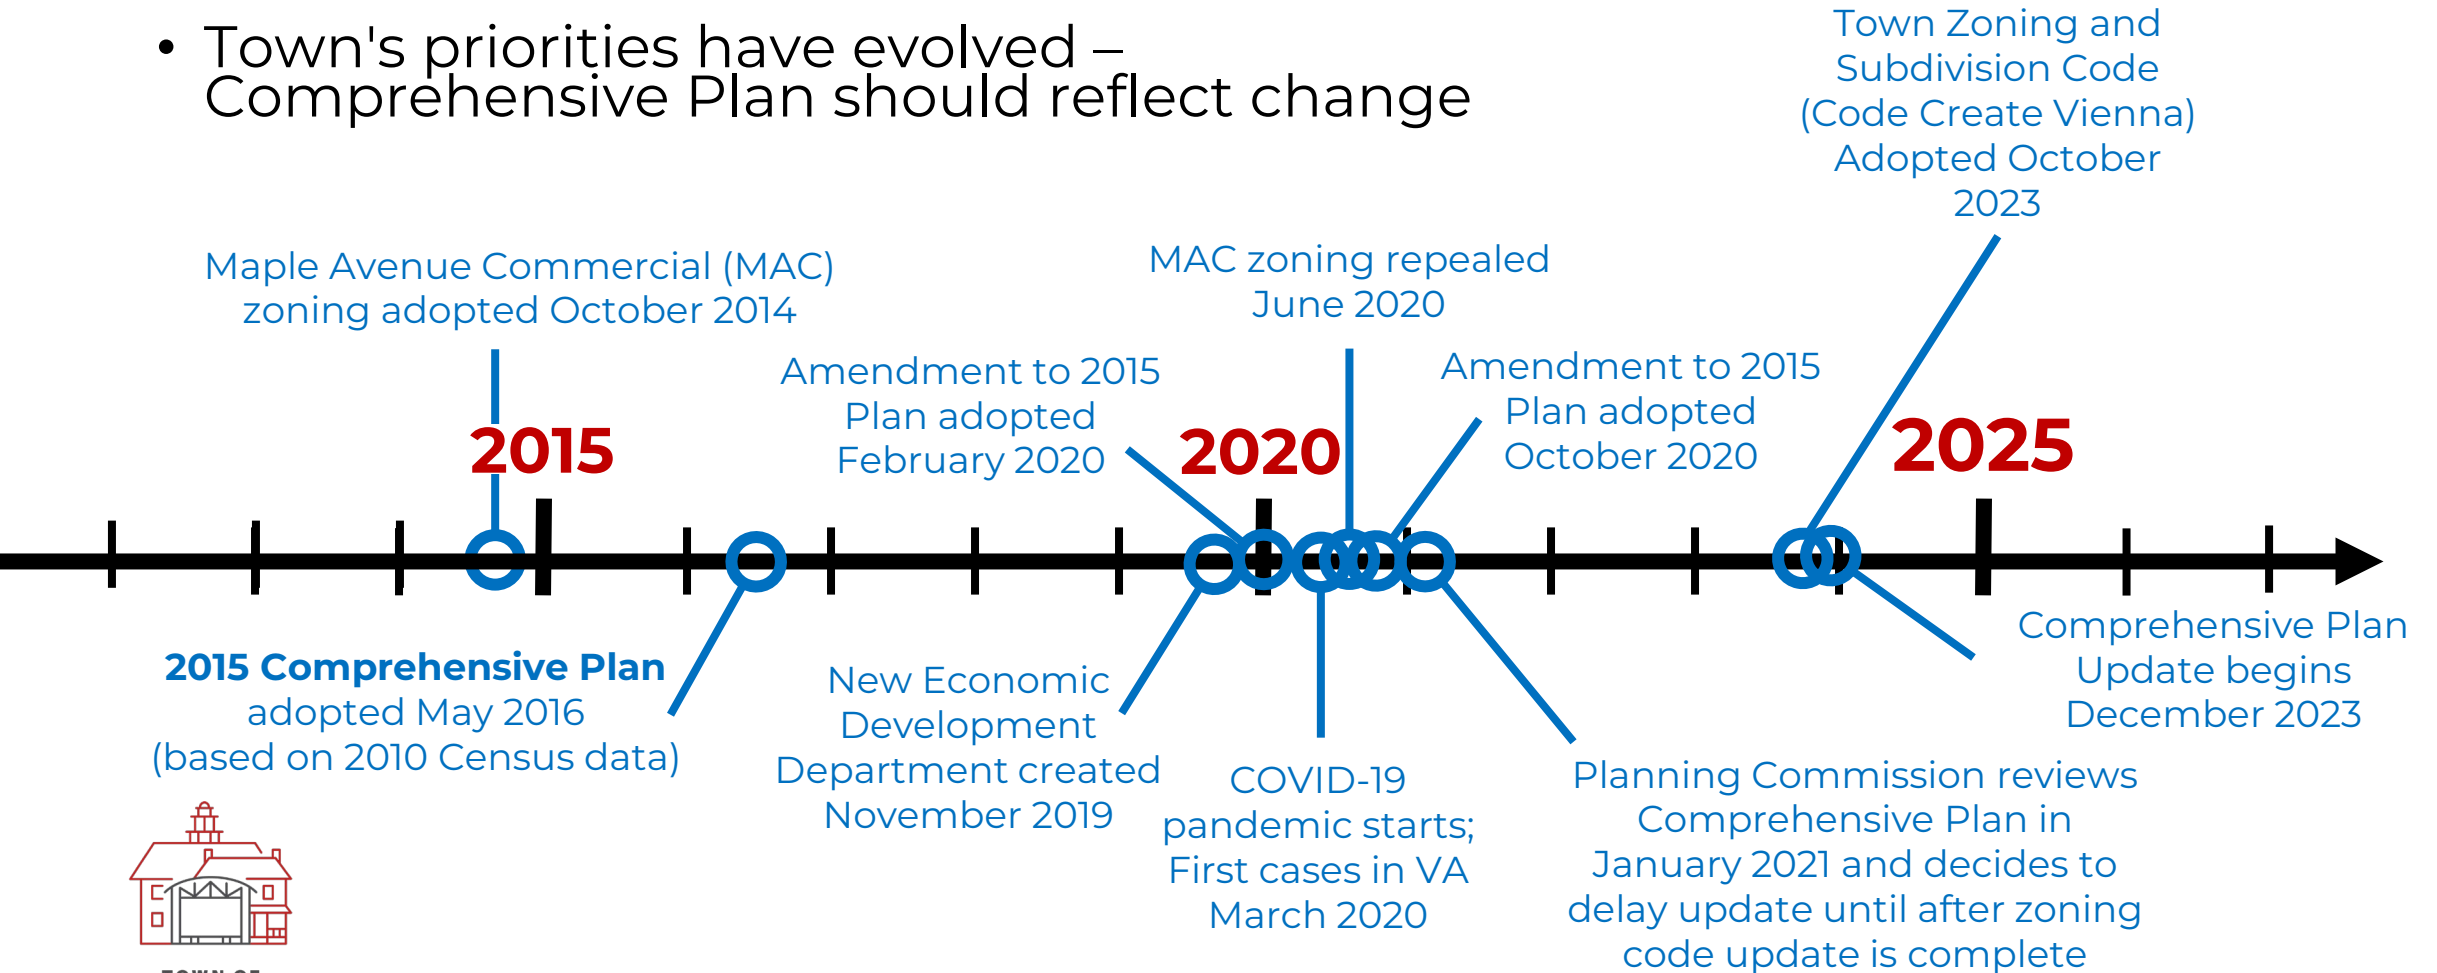 • Town's priorities have evolved –
Comprehensive Plan should reflect change
Town Zoning and
Subdivision Code
(Code Create Vienna)
Adopted October
2023
Maple Avenue Commercial (MAC)
zoning adopted October 2014
MAC zoning repealed
June 2020
Amendment to 2015
Plan adopted
February 2020
Amendment to 2015
Plan adopted
October 2020
2015
2020
2025
2015 Comprehensive Plan
adopted May 2016
(based on 2010 Census data)
New Economic
Development
Department created
November 2019
COVID-19
pandemic starts;
First cases in VA
March 2020
Planning Commission reviews
Comprehensive Plan in
January 2021 and decides to
delay update until after zoning
code update is complete
Comprehensive Plan
Update begins
December 2023
TOWN OF